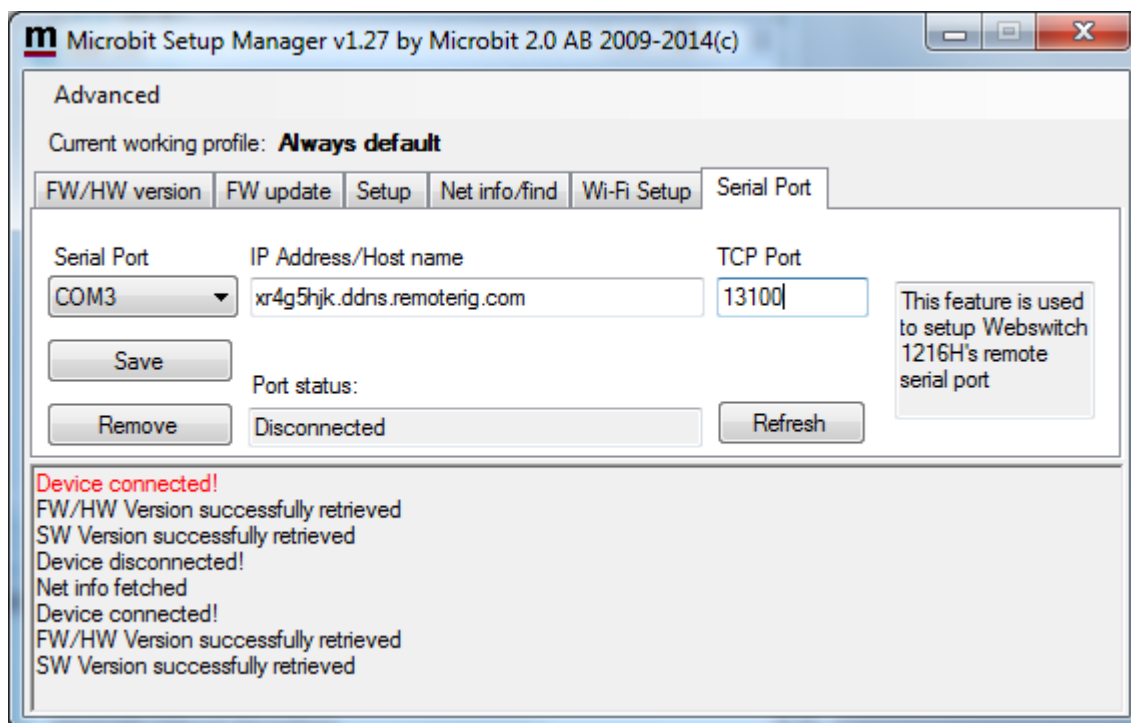 m Microbit Setup Manager v1.27 by Microbit 2.0 AB 2009-2014(c)
Advanced
Current working profile: Always default
FW/HW version FW update Setup Net info/find Wi-Fi Setup Serial Port
Serial Port IP Address/Host name TCP Port
COM3 xr4g5hjk.ddns.remoterig.com 13100
This feature is used
to setup Webswitch
1216H's remote
serial port
Save
Port status:
Remove Disconnected Refresh
Device connected!
FW/HW Version successfully retrieved
SW Version successfully retrieved
Device disconnected!
Net info fetched
Device connected!
FW/HW Version successfully retrieved
SW Version successfully retrieved